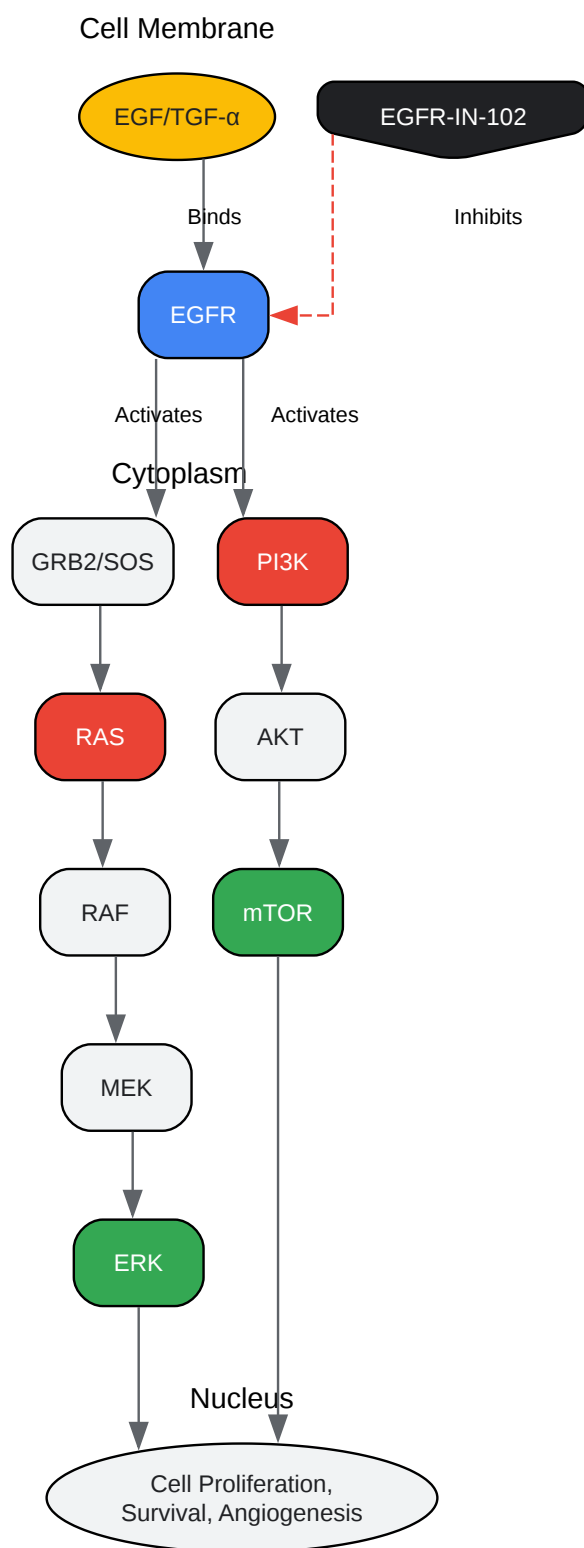 Cell Membrane
EGF/TGF-α
EGFR-IN-102
Binds
Inhibits
EGFR
Activates
Activates
Cytoplasm
GRB2/SOS
PI3K
RAS
AKT
RAF
mTOR
MEK
ERK
Nucleus
Cell Proliferation,
Survival, Angiogenesis